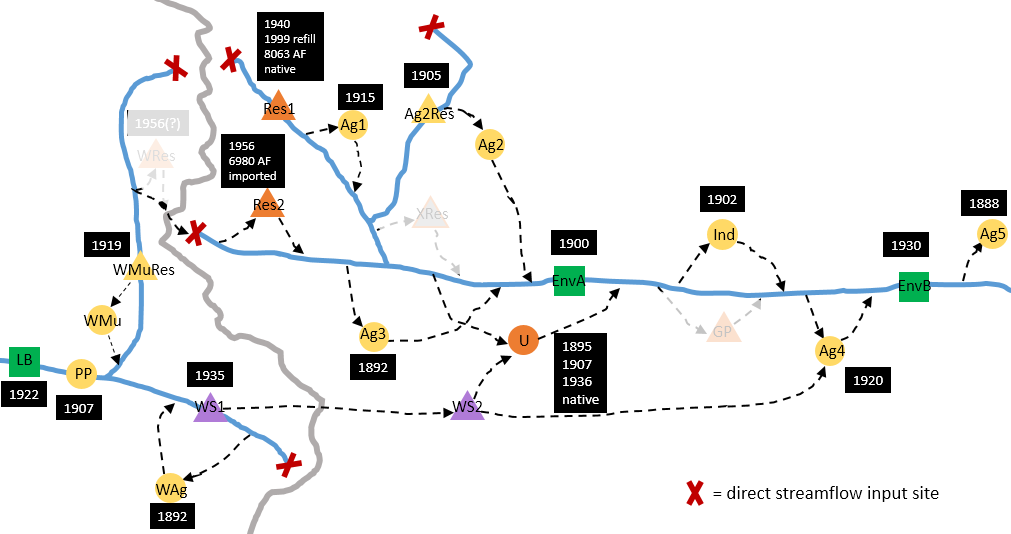 1940
1999 refill
8063 AF
native
1905
1915
Res1
Ag1
Ag2Res
Ag2
1956(?)
WRes
1956
6980 AF
imported
Res2
XRes
1902
Ind
1888
Ag5
1919
WMuRes
WMu
1900
EnvA
1930
EnvB
Ag3
1892
U
1895
1907
1936
native
GP
Ag4
1920
LB
1922
PP
1907
1935
WS1
WS2
WAg
1892
X = direct streamflow input site